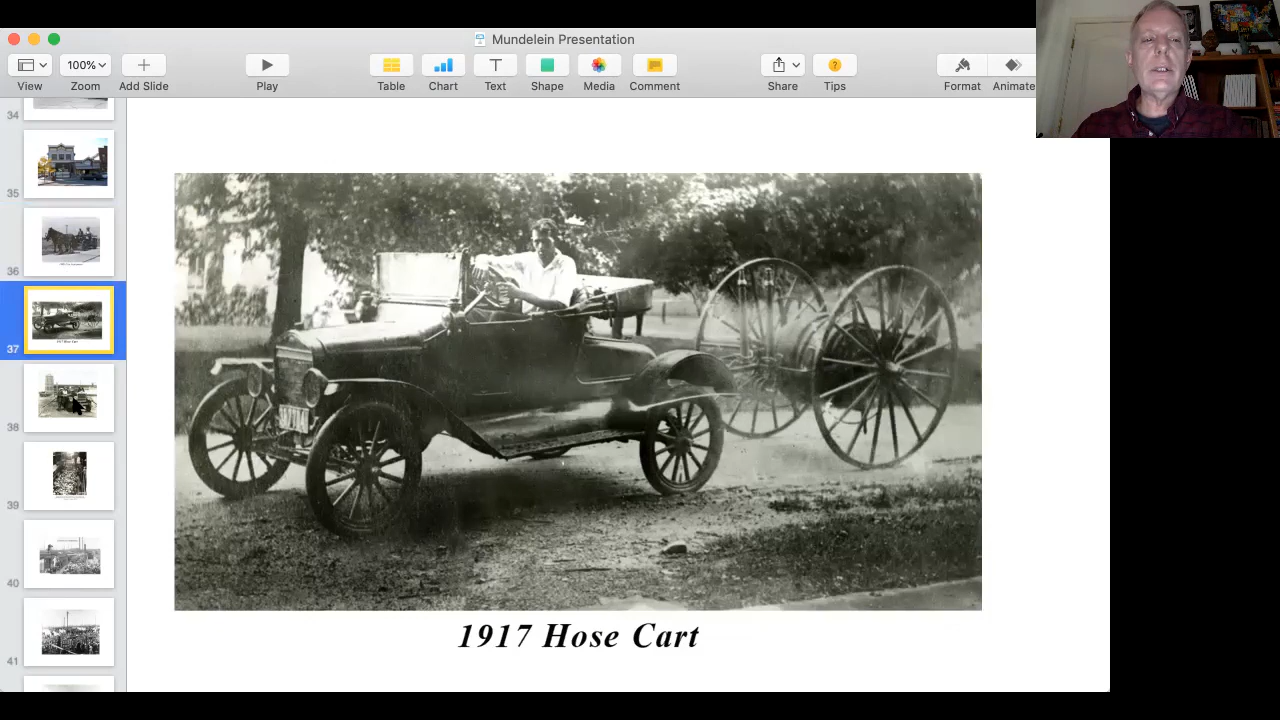 Mundelein Presentation
View
100%
Zoom
Add Slide
Play
Table
Chart
Text
Shape
Media
Comment
Share
Tips
Format
Animate
34
35
36
37
38
39
40
41
1917 Hose Cart